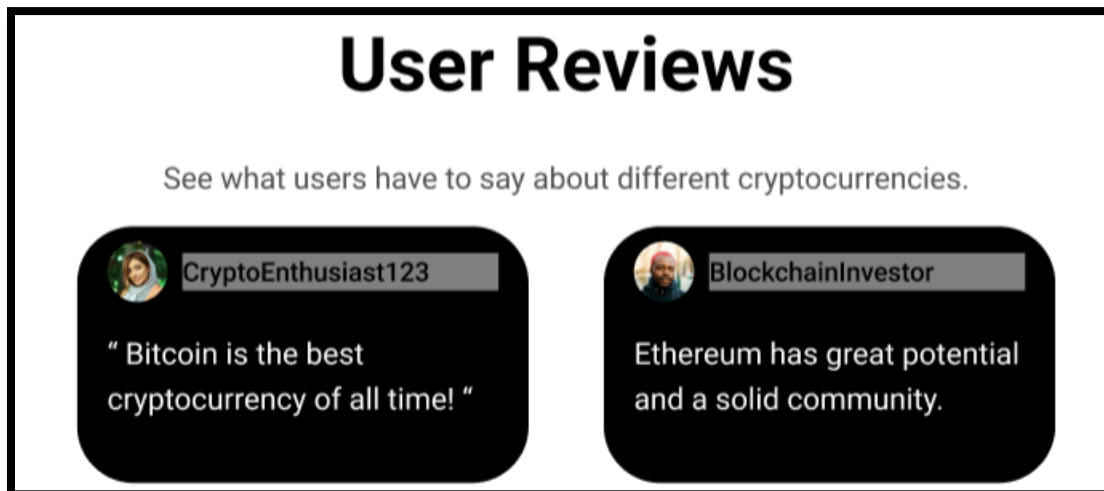 User Reviews
See what users have to say about different cryptocurrencies.
CryptoEnthusiast123
“ Bitcoin is the best
cryptocurrency of all time! “
BlockchainInvestor
Ethereum has great potential
and a solid community.